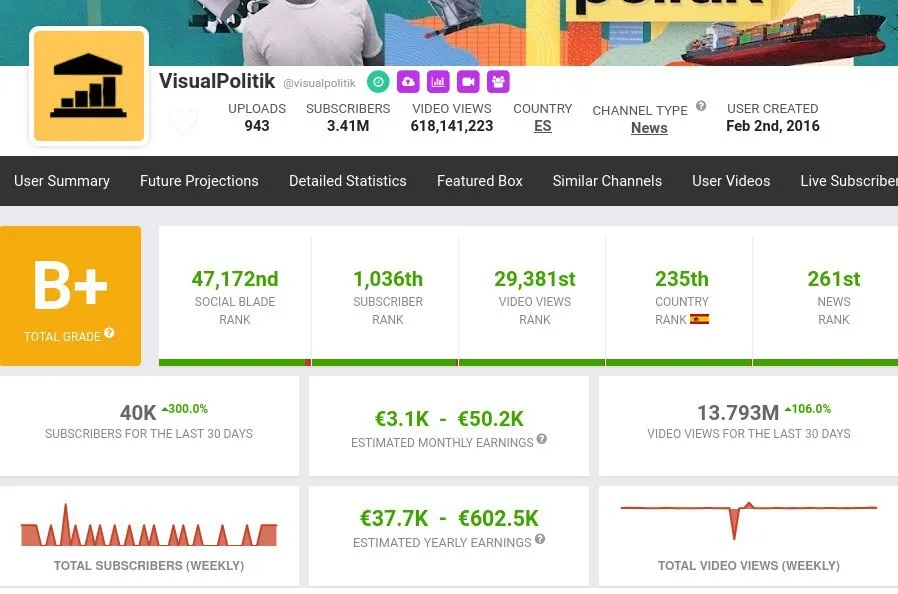 VisualPolitik @visualpolitik
UPLOADS
943
SUBSCRIBERS
3.41M
VIDEO VIEWS
618,141,223
COUNTRY
ES
CHANNEL TYPE ?
News
USER CREATED
Feb 2nd, 2016
User Summary Future Projections Detailed Statistics Featured Box Similar Channels User Videos Live Subscriber
B+
TOTAL GRADE ?
47,172nd
SOCIAL BLADE
RANK
1,036th
SUBSCRIBER
RANK
29,381st
VIDEO VIEWS
RANK
235th
COUNTRY
RANK
261st
NEWS
RANK
40K 300.0%
SUBSCRIBERS FOR THE LAST 30 DAYS
€3.1K - €50.2K
ESTIMATED MONTHLY EARNINGS ?
13.793M 106.0%
VIDEO VIEWS FOR THE LAST 30 DAYS
TOTAL SUBSCRIBERS (WEEKLY)
€37.7K - €602.5K
ESTIMATED YEARLY EARNINGS ?
TOTAL VIDEO VIEWS (WEEKLY)